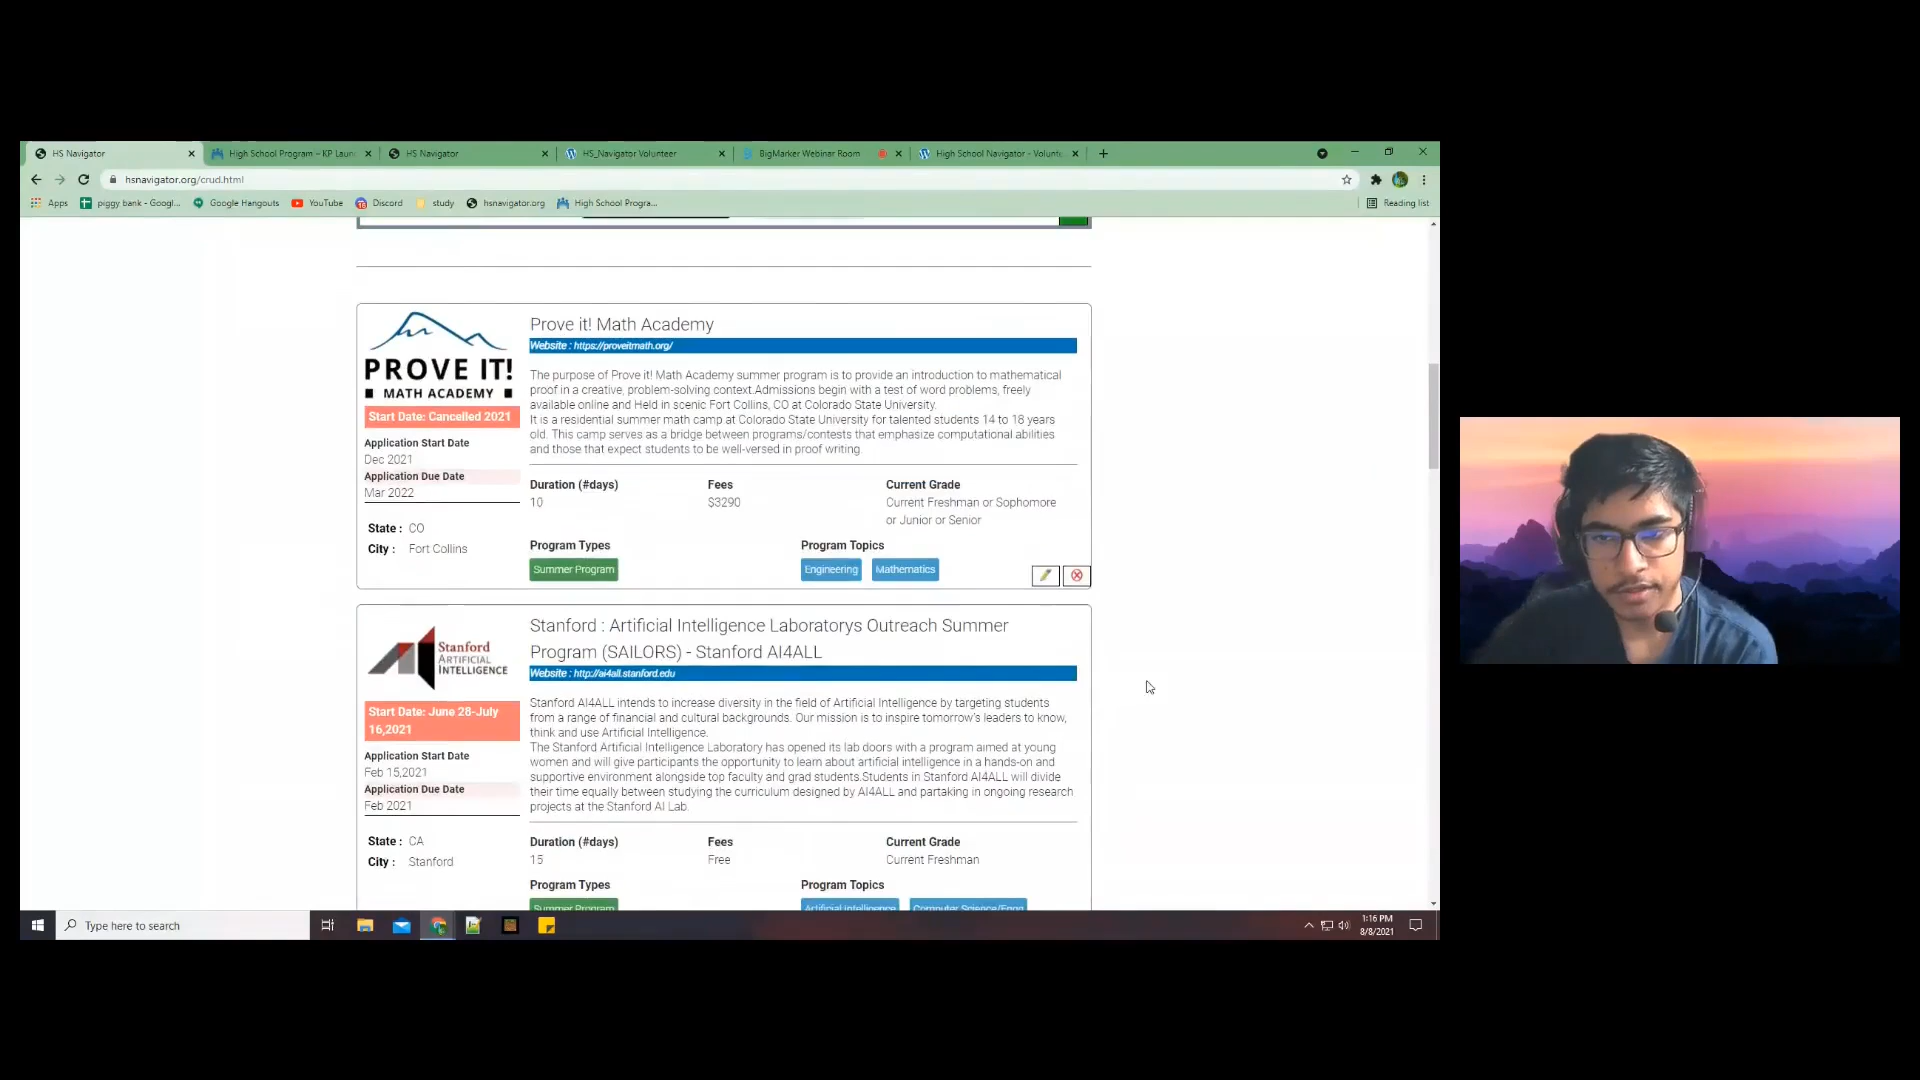 HS Navigator
High School Program – KP Laun
HS Navigator
HS_Navigator Volunteer
BigMarker Webinar Room
High School Navigator - Volunte
hsnavigator.org/crud.html
Apps
piggy bank - Googl...
Google Hangouts
YouTube
Discord
study
hsnavigator.org
High School Progra...
Reading list
PROVE IT!
MATH ACADEMY
Start Date: Cancelled 2021
Application Start Date
Dec 2021
Application Due Date
Mar 2022
State : CO
City : Fort Collins
Prove it! Math Academy
Website : https://proveitmath.org/
The purpose of Prove it! Math Academy summer program is to provide an introduction to mathematical
proof in a creative, problem-solving context.Admissions begin with a test of word problems, freely
available online and Held in scenic Fort Collins, CO at Colorado State University.
It is a residential summer math camp at Colorado State University for talented students 14 to 18 years
old. This camp serves as a bridge between programs/contests that emphasize computational abilities
and those that expect students to be well-versed in proof writing.
Duration (#days)
10
Fees
$3290
Current Grade
Current Freshman or Sophomore
or Junior or Senior
Program Types
Summer Program
Program Topics
Engineering
Mathematics
Stanford
ARTIFICIAL
INTELLIGENCE
Start Date: June 28-July
16,2021
Application Start Date
Feb 15,2021
Application Due Date
Feb 2021
State : CA
City : Stanford
Stanford : Artificial Intelligence Laboratorys Outreach Summer
Program (SAILORS) - Stanford AI4ALL
Website : http://ai4all.stanford.edu
Stanford AI4ALL intends to increase diversity in the field of Artificial Intelligence by targeting students
from a range of financial and cultural backgrounds. Our mission is to inspire tomorrow's leaders to know,
think and use Artificial Intelligence.
The Stanford Artificial Intelligence Laboratory has opened its lab doors with a program aimed at young
women and will give participants the opportunity to learn about artificial intelligence in a hands-on and
supportive environment alongside top faculty and grad students.Students in Stanford AI4ALL will divide
their time equally between studying the curriculum designed by AI4ALL and partaking in ongoing research
projects at the Stanford AI Lab.
Duration (#days)
15
Fees
Free
Current Grade
Current Freshman
Program Types
Summer Program
Program Topics
Artificial Intelligence
Computer Science/Engg
Type here to search
1:16 PM
8/8/2021